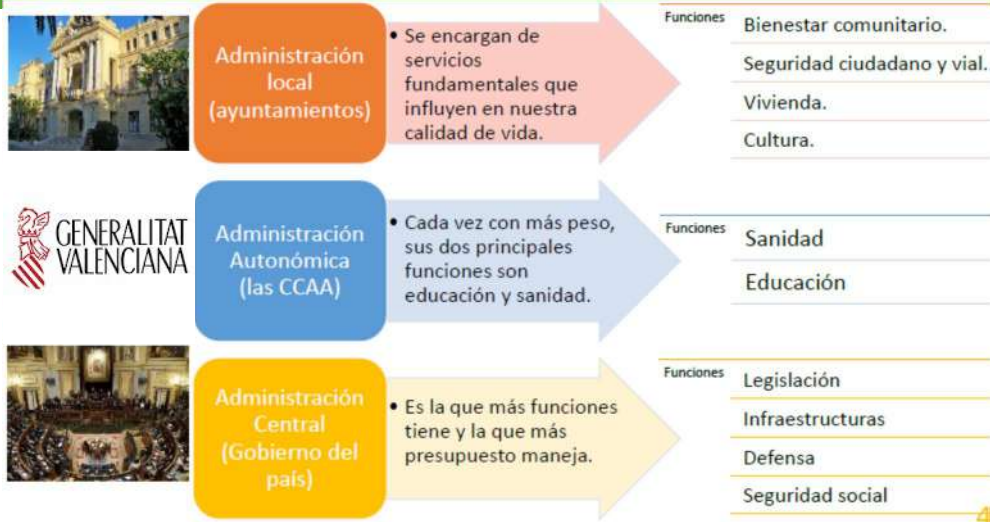 Administración
local
(ayuntamientos)
• Se encargan de
servicios
fundamentales que
influyen en nuestra
calidad de vida.
Funciones
Bienestar comunitario.
Seguridad ciudadano y vial.
Vivienda.
Cultura.
GENERALITAT
VALENCIANA
Administración
Autonómica
(las CCAA)
• Cada vez con más peso,
sus dos principales
funciones son
educación y sanidad.
Funciones
Sanidad
Educación
Administración
Central
(Gobierno del
país)
• Es la que más funciones
tiene y la que más
presupuesto maneja.
Funciones
Legislación
Infraestructuras
Defensa
Seguridad social
4